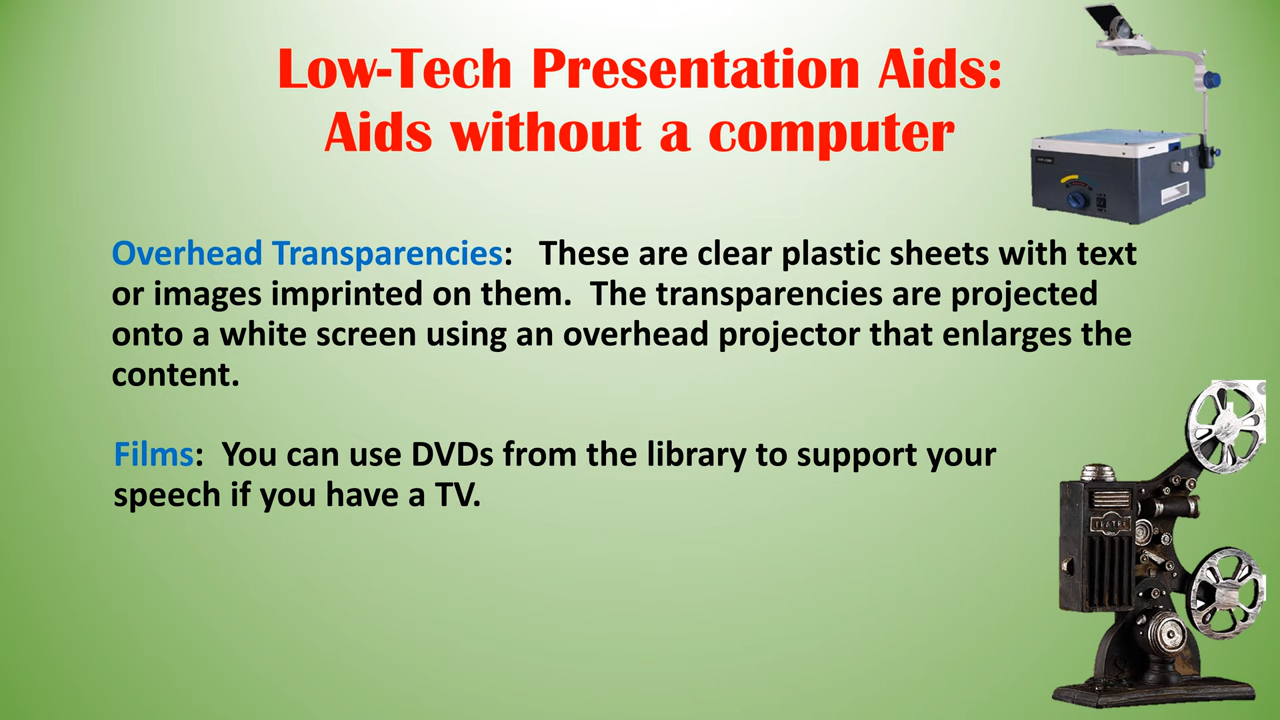 Low-Tech Presentation Aids:
Aids without a computer
Overhead Transparencies:   These are clear plastic sheets with text
or images imprinted on them.  The transparencies are projected
onto a white screen using an overhead projector that enlarges the
content.
Films:  You can use DVDs from the library to support your
speech if you have a TV.